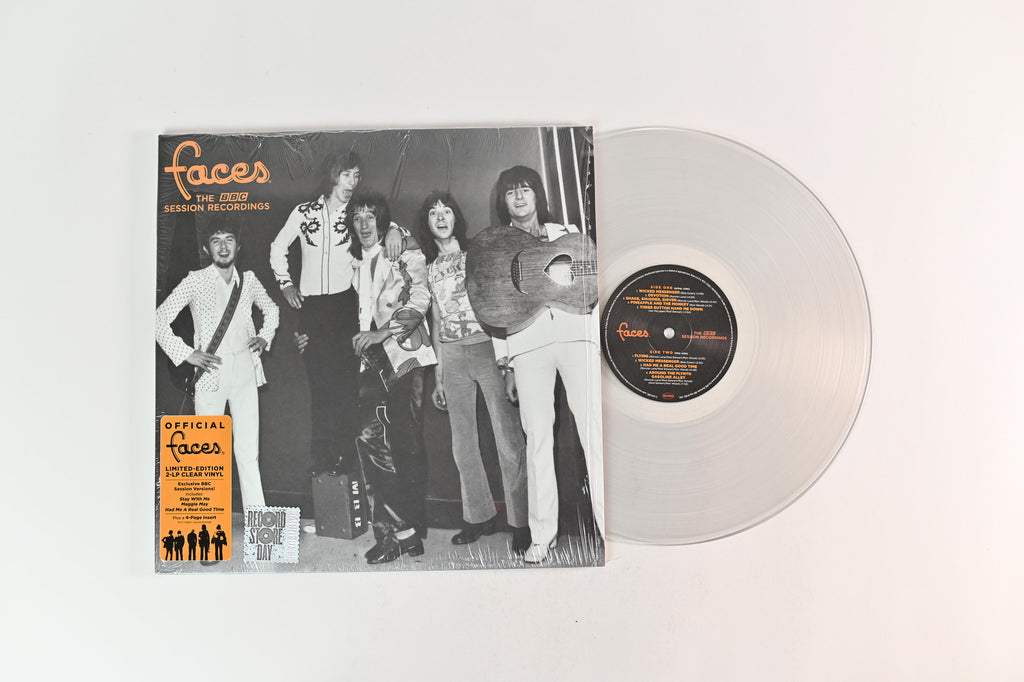 faces
THE BBC
SESSION RECORDINGS
OFFICIAL
faces
LIMITED-EDITION
2-LP CLEAR VINYL
Exclusive BBC
Session Versions!
Includes:
Stay With Me
Maggie May
Had Me A Real Good Time
Plus a 4-Page Insert
RECORD
STORE
DAY
SIDE ONE
1. WICKED MESSENGER
2. DEVOTION
3. SHAKE, SHUDDER, SHIVER
4. PINEAPPLE AND THE MONKEY
5. THREE BUTTON HAND ME DOWN
faces
THE BBC
SESSION RECORDINGS
SIDE TWO
1. FLYING
2. WICKED MESSENGER
3. HAD ME A REAL GOOD TIME
4. AROUND THE PLYNTH
GASOLINE ALLEY